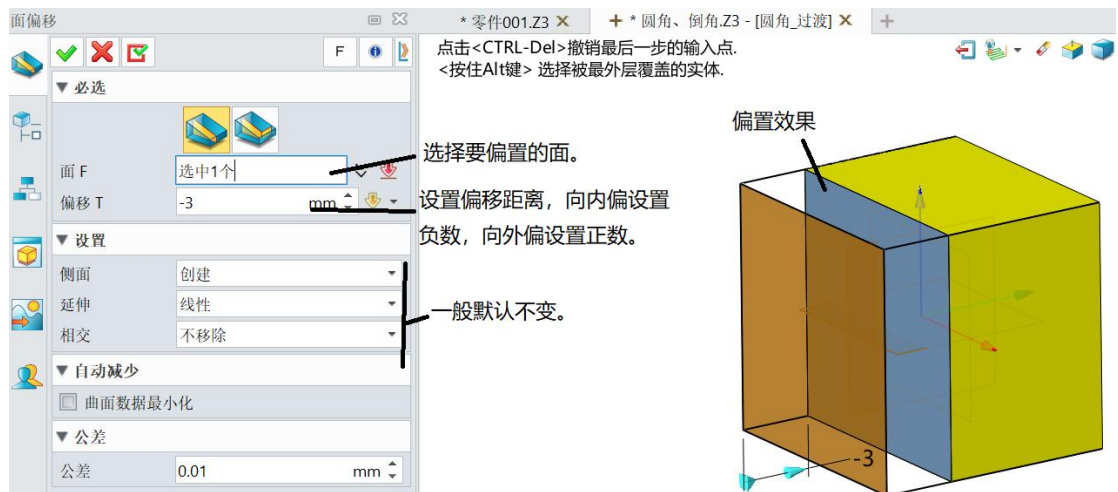 面偏移
* 零件001.Z3
* 圆角、倒角.Z3 - [圆角_过渡]
F
点击<CTRL-Del>撤销最后一步的输入点.
<按住Alt键> 选择被最外层覆盖的实体.
必选
面 F
选中1个
选择要偏置的面。
偏移 T
-3
mm
设置偏移距离，向内偏设置
负数，向外偏设置正数。
设置
侧面
创建
延伸
线性
相交
不移除
一般默认不变。
自动减少
曲面数据最小化
公差
公差
0.01
mm
偏置效果
-3